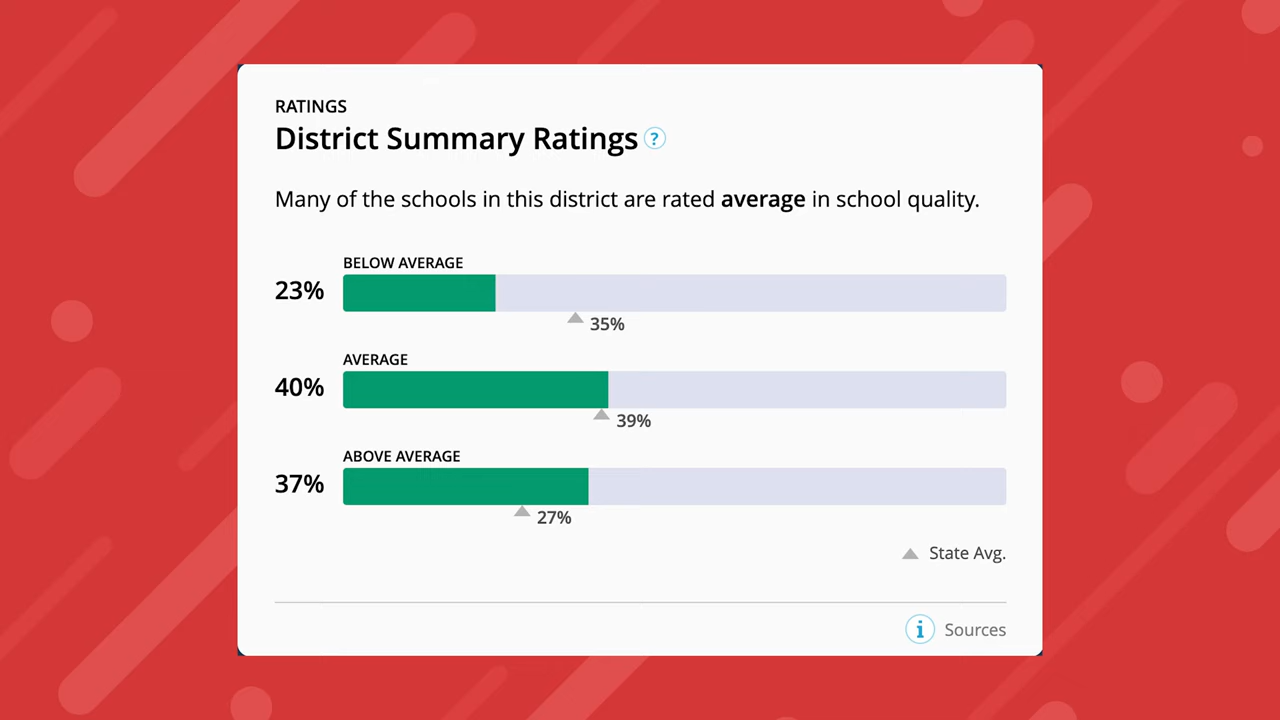 RATINGS
District Summary Ratings ?
Many of the schools in this district are rated average in school quality.
BELOW AVERAGE
23%
35%
AVERAGE
40%
39%
ABOVE AVERAGE
37%
27%
State Avg.
i Sources